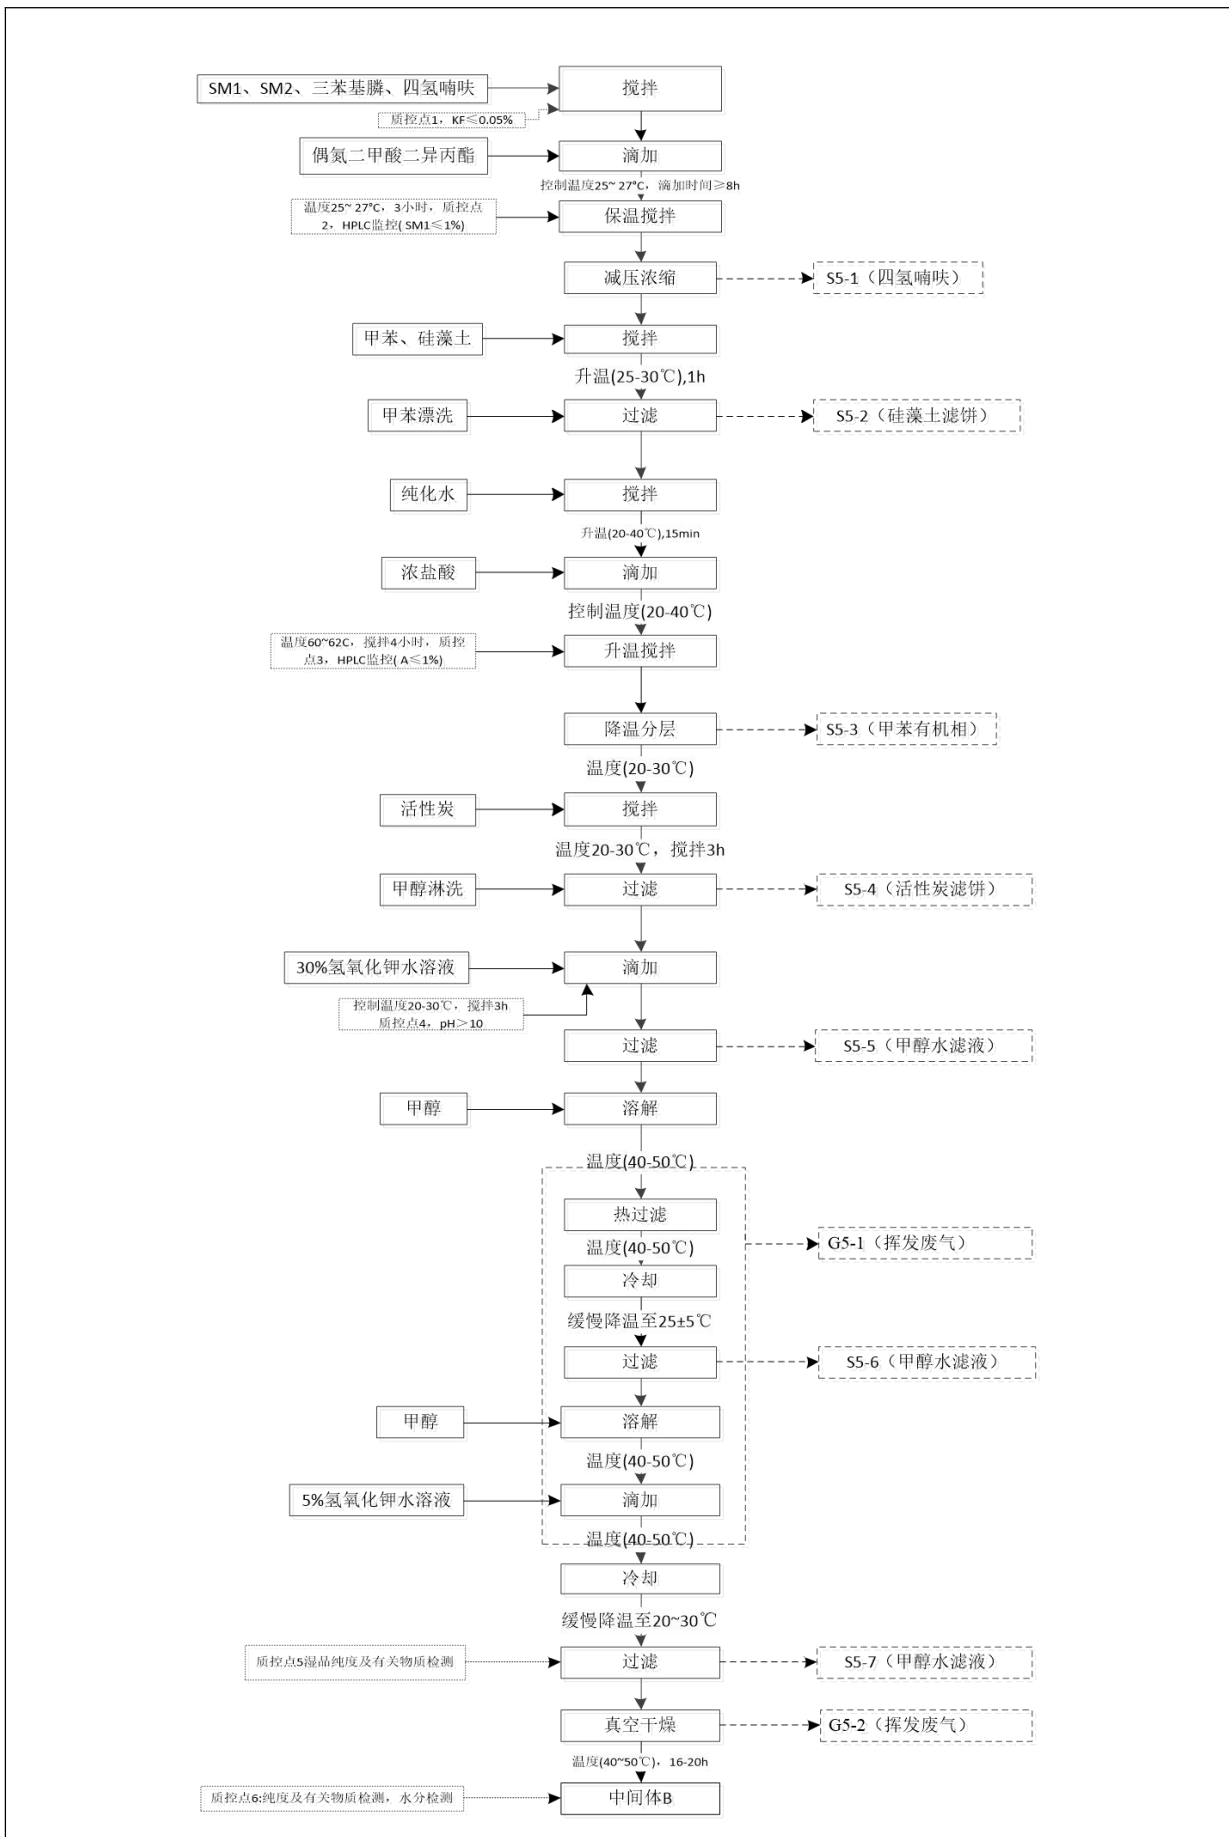 SM1、SM2、三苯基膦、四氢喃呋
搅拌
质控点1，KF≤0.05%
偶氮二甲酸二异丙酯
滴加
控制温度25~ 27°C，滴加时间≥8h
温度25~ 27°C，3小时，质控点
2，HPLC监控( SM1≤1%)
保温搅拌
减压浓缩
S5-1（四氢喃呋）
甲苯、硅藻土
搅拌
升温(25-30℃),1h
甲苯漂洗
过滤
S5-2（硅藻土滤饼）
纯化水
搅拌
升温(20-40℃),15min
浓盐酸
滴加
控制温度(20-40℃)
温度60~62C，搅拌4小时，质控
点3，HPLC监控( A≤1%)
升温搅拌
降温分层
S5-3（甲苯有机相）
温度(20-30℃)
活性炭
搅拌
温度20-30℃，搅拌3h
甲醇淋洗
过滤
S5-4（活性炭滤饼）
30%氢氧化钾水溶液
滴加
控制温度20-30℃，搅拌3h
质控点4，pH＞10
过滤
S5-5（甲醇水滤液）
甲醇
溶解
温度(40-50℃)
热过滤
温度(40-50℃)
G5-1（挥发废气）
冷却
缓慢降温至25±5℃
过滤
S5-6（甲醇水滤液）
甲醇
溶解
温度(40-50℃)
5%氢氧化钾水溶液
滴加
温度(40-50℃)
冷却
缓慢降温至20~30℃
质控点5湿品纯度及有关物质检测
过滤
S5-7（甲醇水滤液）
真空干燥
G5-2（挥发废气）
温度(40~50℃)，16-20h
质控点6:纯度及有关物质检测，水分检测
中间体B